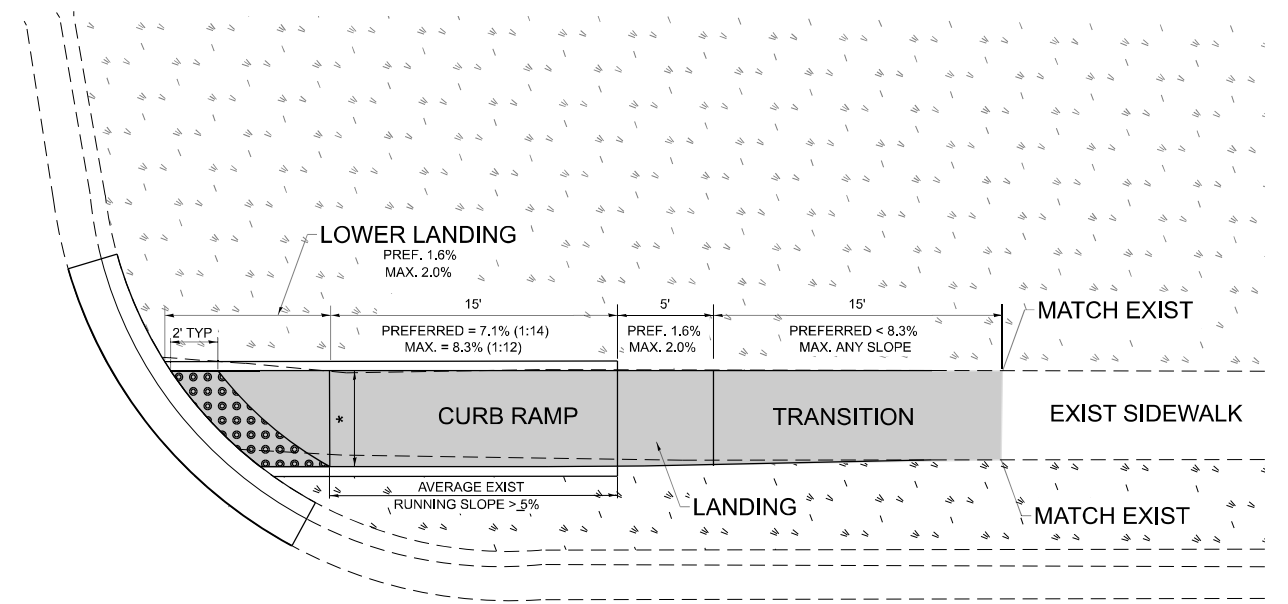 LOWER LANDING
PREF. 1.6%
MAX. 2.0%
2' TYP
15'
PREFERRED = 7.1% (1:14)
MAX. = 8.3% (1:12)
5'
PREF. 1.6%
MAX. 2.0%
15'
PREFERRED < 8.3%
MAX. ANY SLOPE
MATCH EXIST
*
CURB RAMP
TRANSITION
EXIST SIDEWALK
AVERAGE EXIST
RUNNING SLOPE > 5%
LANDING
MATCH EXIST